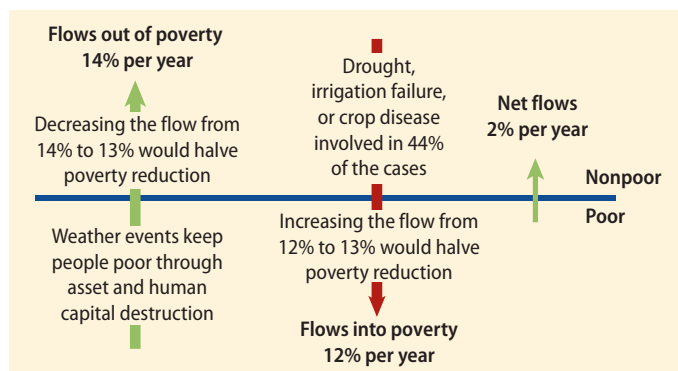 Flows out of poverty
14% per year
Decreasing the flow from
14% to 13% would halve
poverty reduction
Weather events keep
people poor through
asset and human
capital destruction
Drought,
irrigation failure,
or crop disease
involved in 44%
of the cases
Increasing the flow from
12% to 13% would halve
poverty reduction
Flows into poverty
12% per year
Net flows
2% per year
Nonpoor
Poor